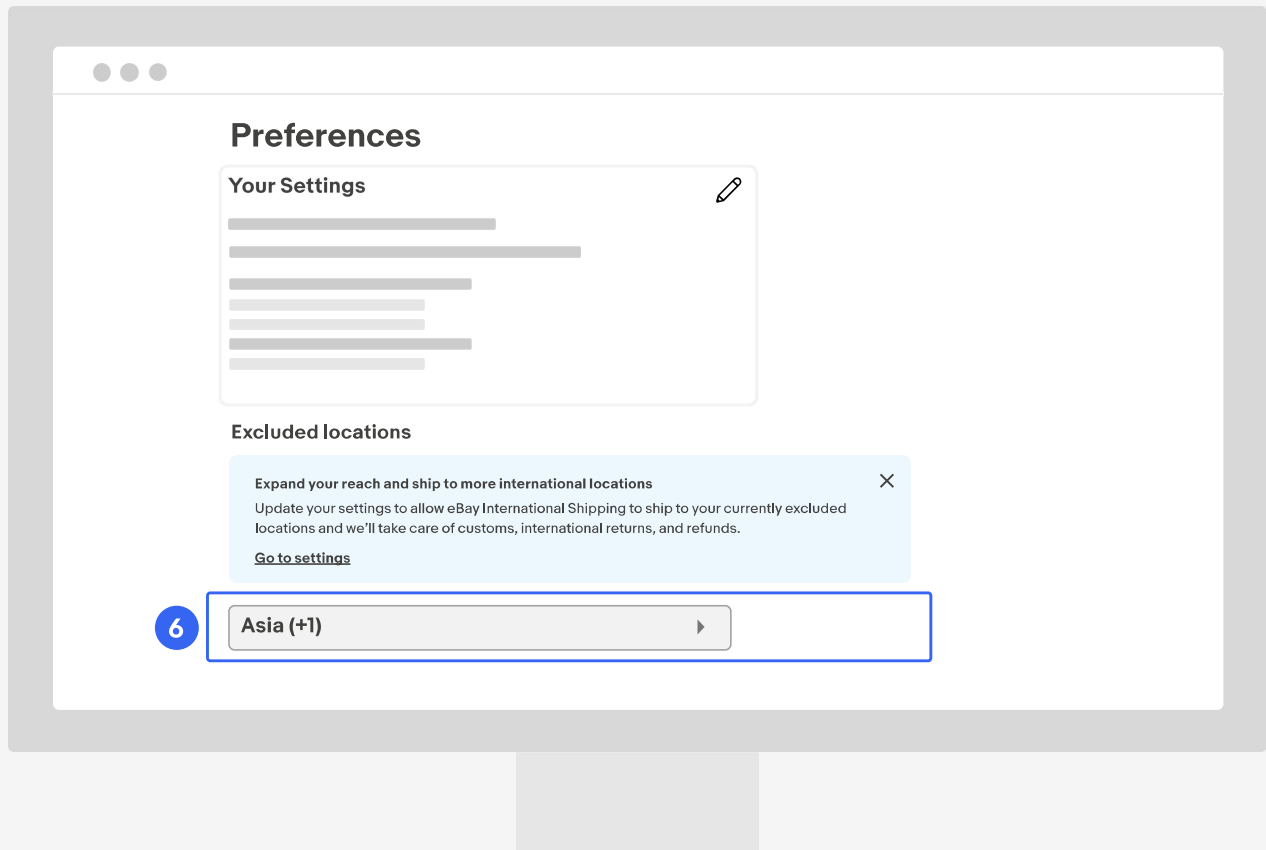 Preferences
Your Settings
Excluded locations
Expand your reach and ship to more international locations
Update your settings to allow eBay International Shipping to ship to your currently excluded
locations and we’ll take care of customs, international returns, and refunds.
Go to settings
6
Asia (+1)